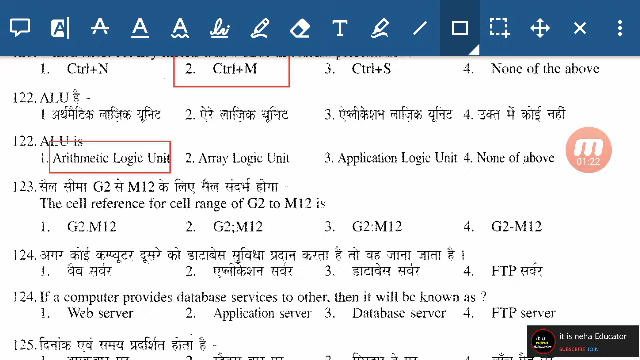 1. Ctrl+N 2. Ctrl+M 3. Ctrl+S 4. None of the above
122. ALU है -
1 अर्थमैटिक लाज़िक यूनिट 2. ऐरे लाज़िक यूनिट 3. ऐप्लीकेशन लाज़िक यूनिट 4. उक्त में कोई नहीं
122. ALU is
1. Arithmetic Logic Unit 2. Array Logic Unit 3. Application Logic Unit 4. None of above
01:22
123. सैल सीमा G2 से M12 के लिए सैल संदर्भ होगा -
The cell reference for cell range of G2 to M12 is
1. G2.M12 2. G2;M12 3. G2:M12 4. G2-M12
124. अगर कोई कम्प्यूटर दूसरे को डाटाबेस सुविधा प्रदान करता है तो वह जाना जाता है ।
1. वैब सर्वर 2. एप्लीकेशन सर्वर 3. डाटाबेस सर्वर 4. FTP सर्वर
124. If a computer provides database services to other, then it will be known as ?
1. Web server 2. Application server 3. Database server 4. FTP server
it is neha Educator
SUBSCRIBE JOIN
125. दिनांक एवं समय प्रदर्शित होता है -